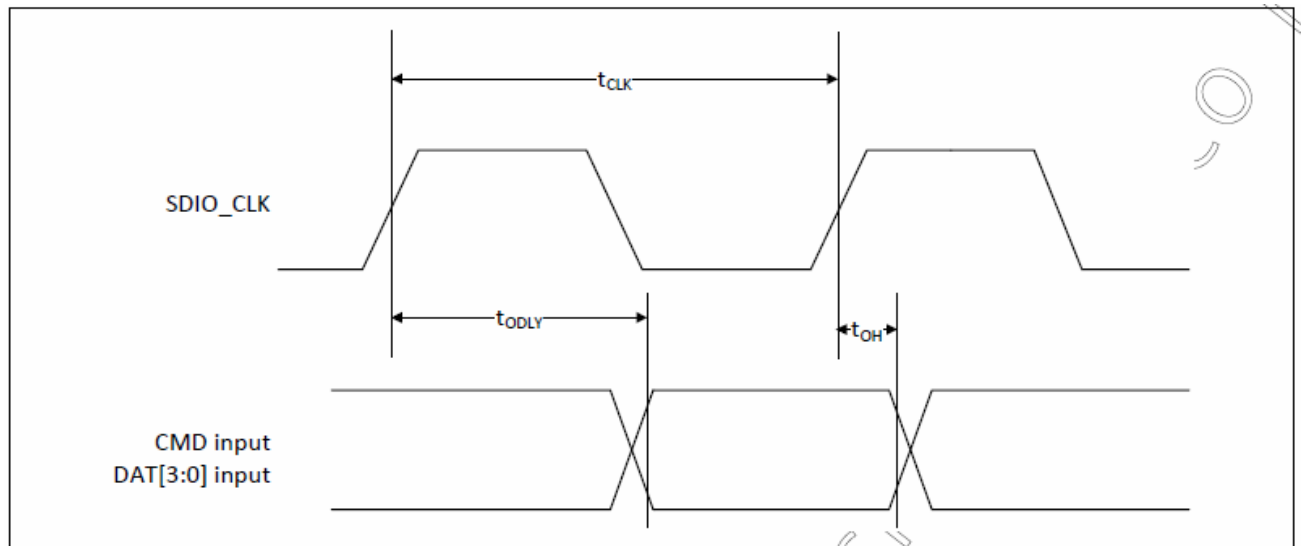 tCLK
SDIO_CLK
tODLY
tOH
CMD input
DAT[3:0] input